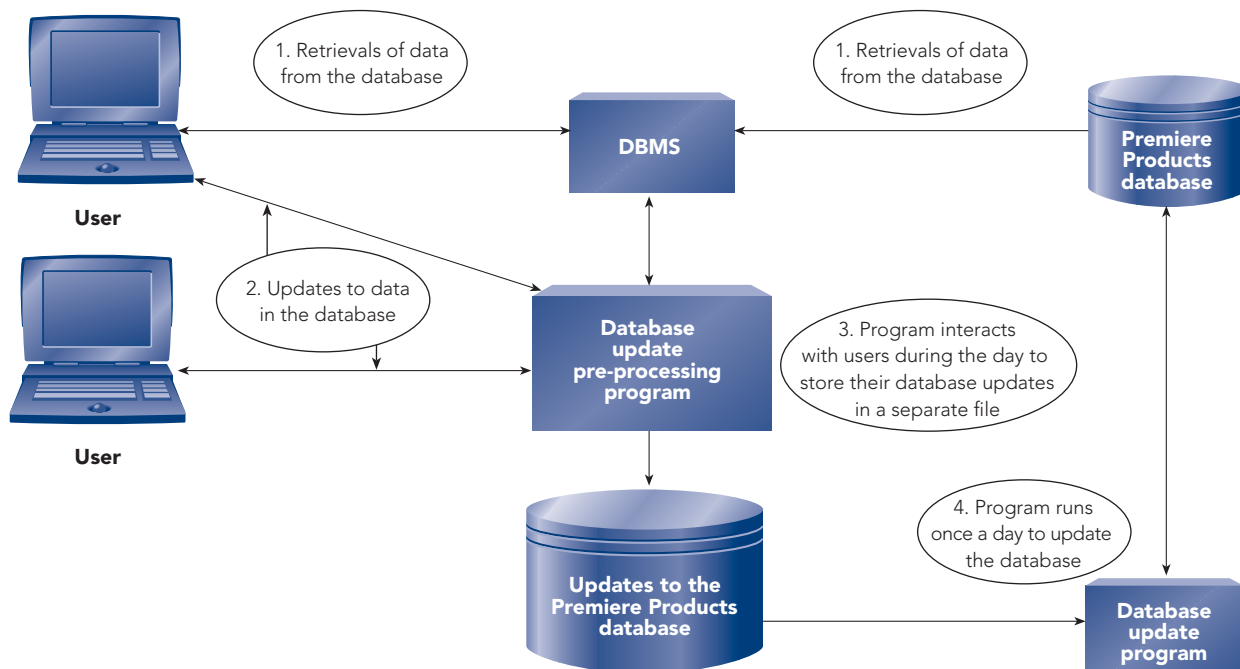 1. Retrievals of data
from the database
1. Retrievals of data
from the database
DBMS
Premiere
Products
database
User
2. Updates to data
in the database
Database
update
pre-processing
program
3. Program interacts
with users during the day to
store their database updates
in a separate file
User
4. Program runs
once a day to update
the database
Updates to the
Premiere Products
database
Database
update
program